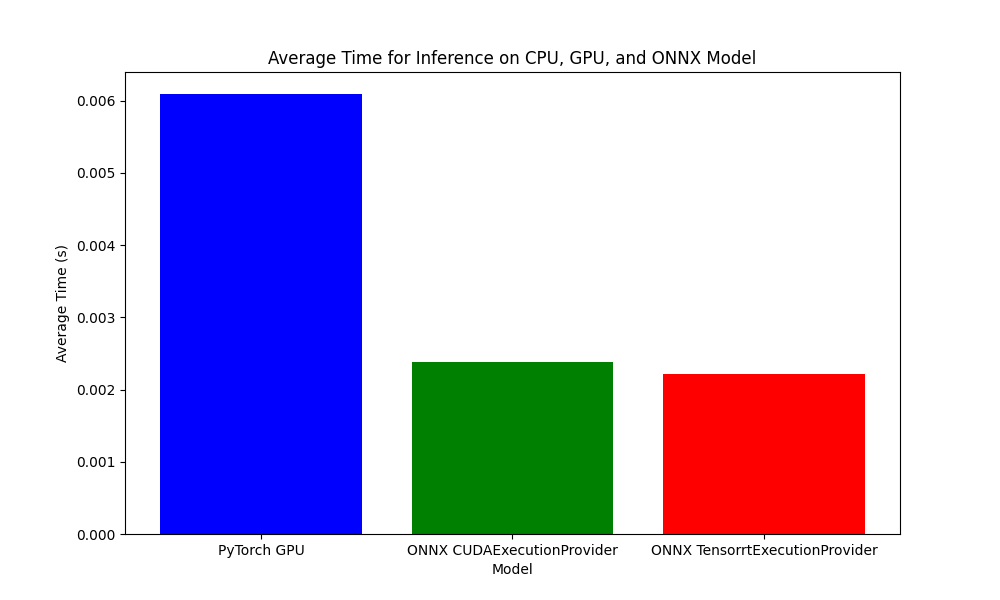 Average Time for Inference on CPU, GPU, and ONNX Model
0.006
0.005
0.004
0.003
0.002
0.001
0.000
Average Time (s)
PyTorch GPU
ONNX CUDAExecutionProvider
ONNX TensorrtExecutionProvider
Model